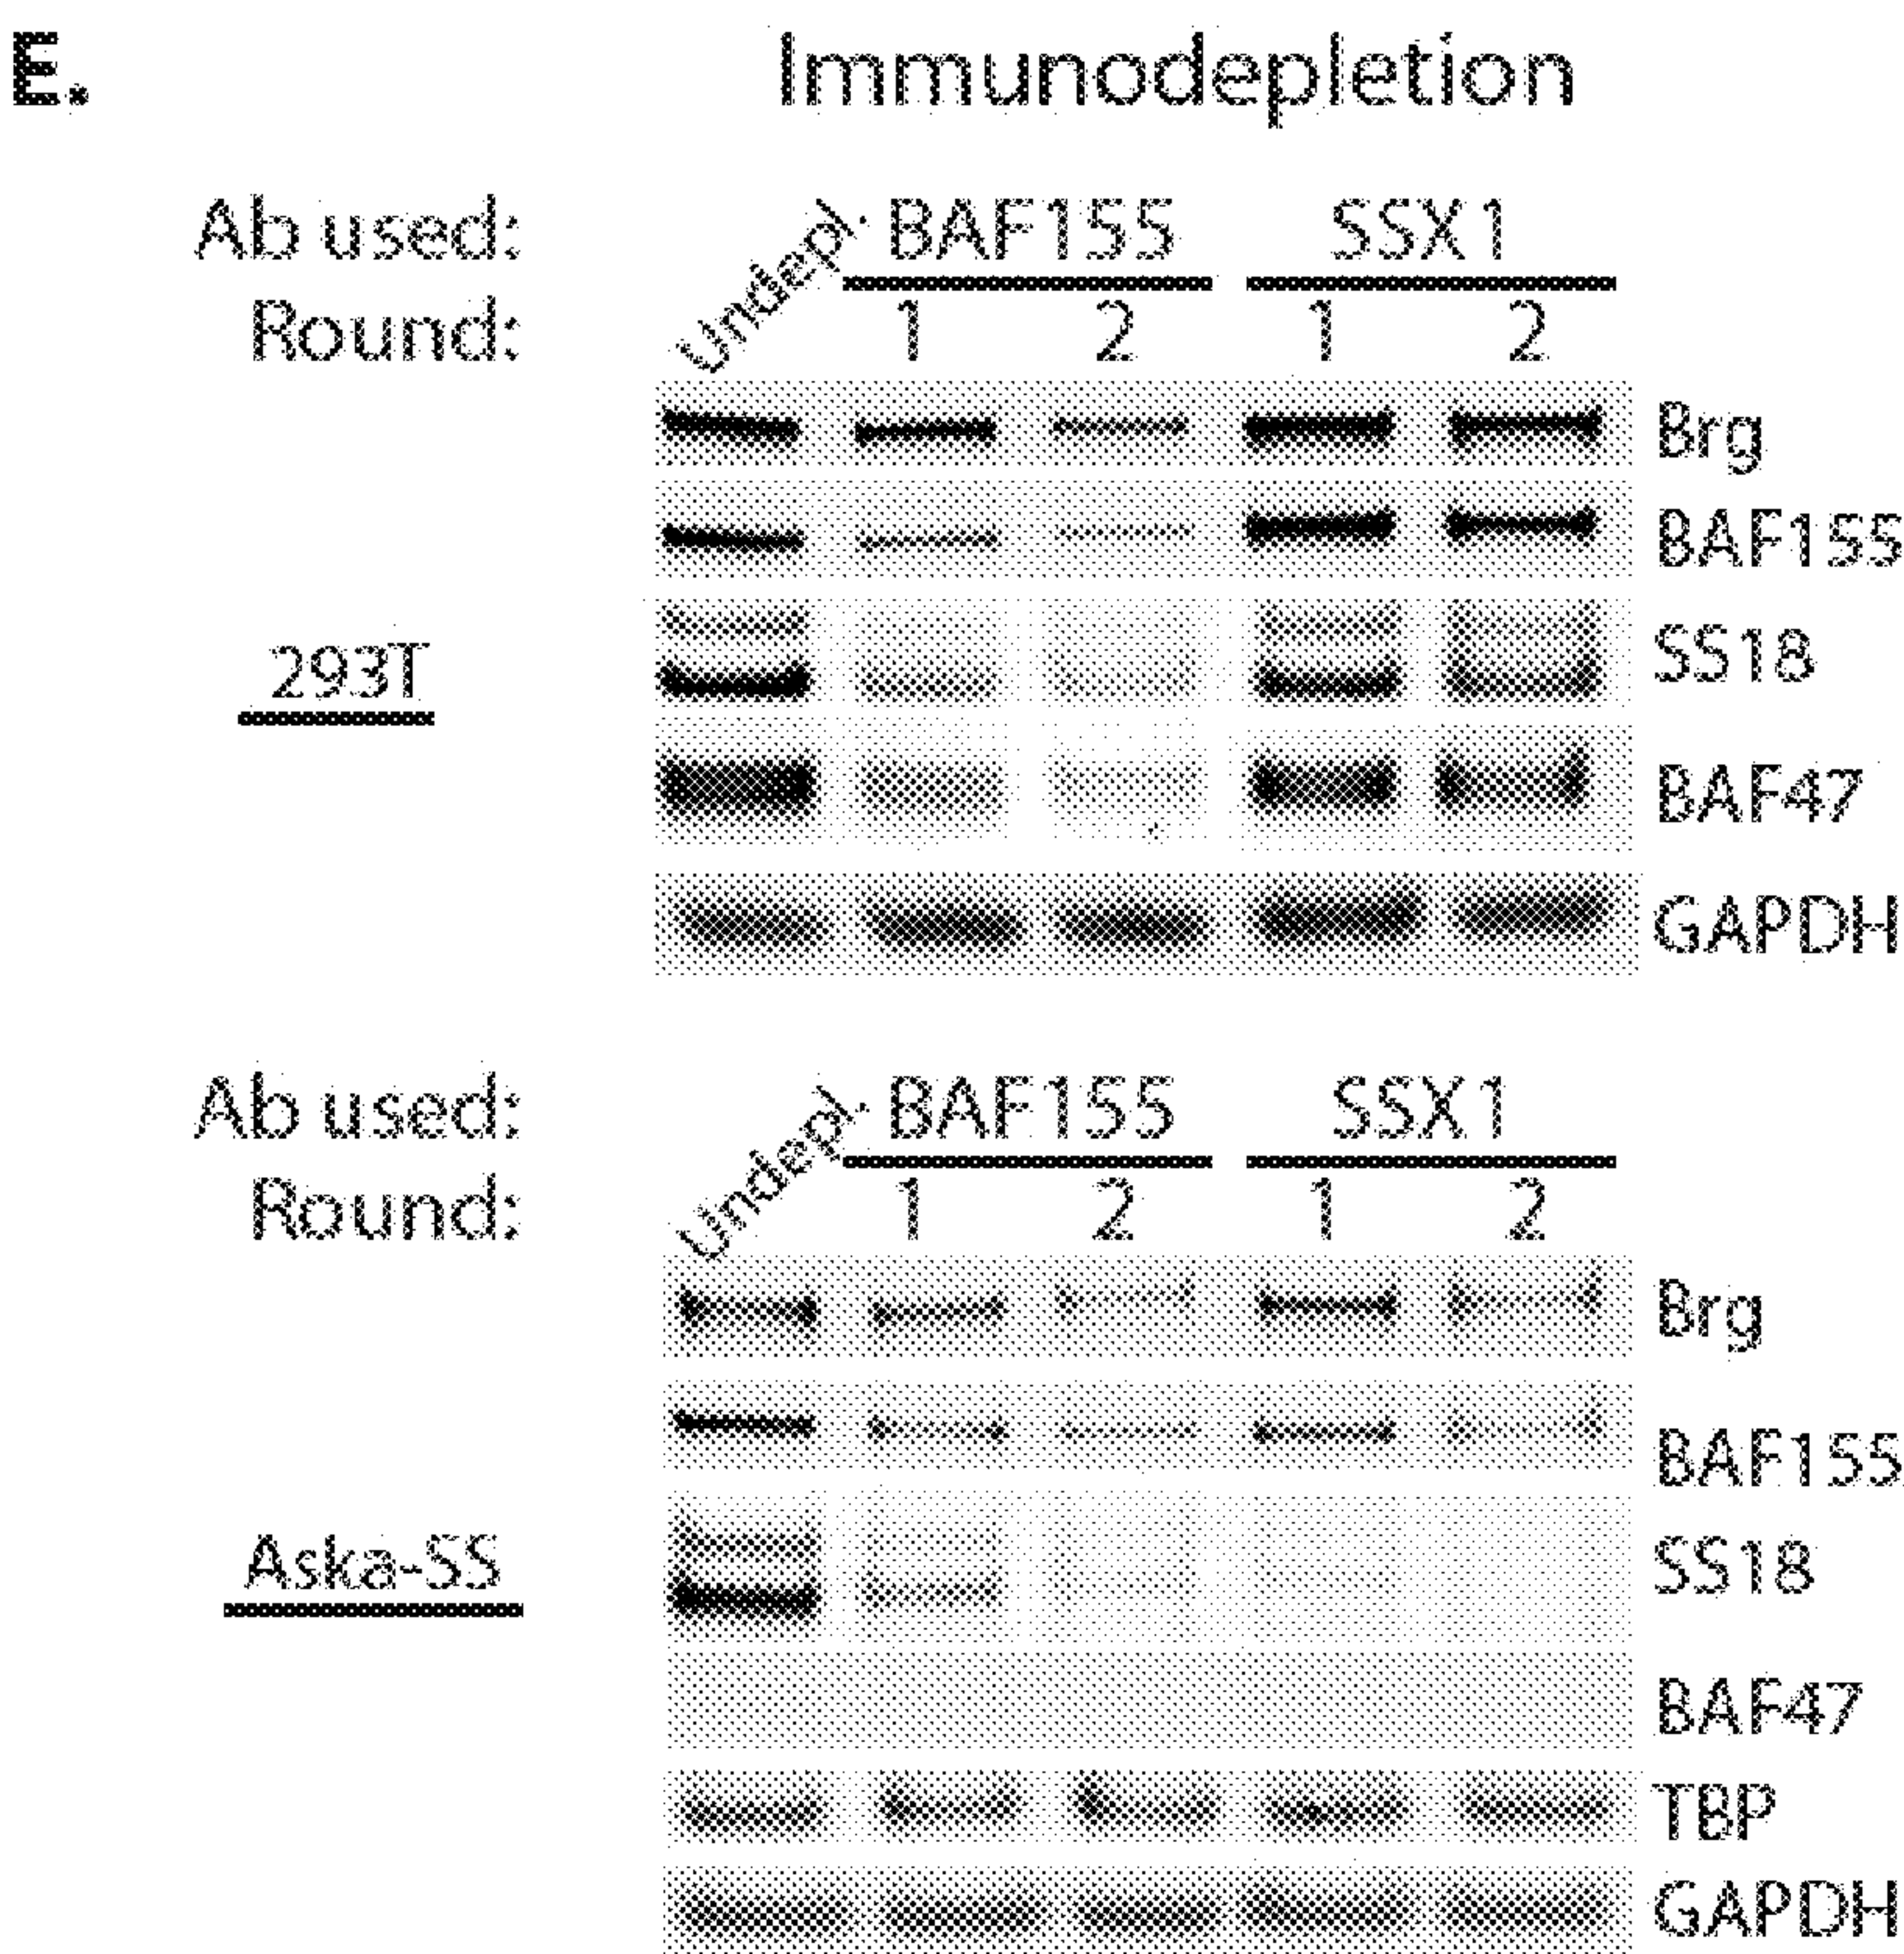 E. Immunodepletion
Ab used: Undepl. BAF155 SSX1
Round: 1 2 1 2
Brg
BAF155
SS18
293T
BAF47
GAPDH
Ab used: Undepl. BAF155 SSX1
Round: 1 2 1 2
Brg
BAF155
SS18
Aska-SS
BAF47
TBP
GAPDH